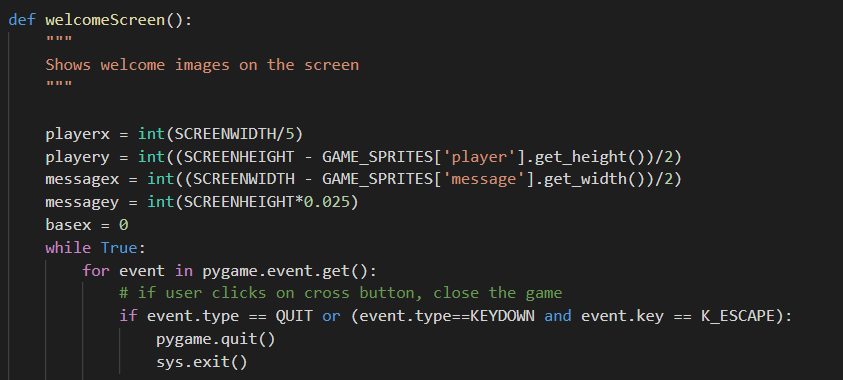 def welcomeScreen():
    """
    Shows welcome images on the screen
    """

    playerx = int(SCREENWIDTH/5)
    playery = int((SCREENHEIGHT - GAME_SPRITES['player'].get_height())/2)
    messagex = int((SCREENWIDTH - GAME_SPRITES['message'].get_width())/2)
    messagey = int(SCREENHEIGHT*0.025)
    basex = 0
    while True:
        for event in pygame.event.get():
            # if user clicks on cross button, close the game
            if event.type == QUIT or (event.type==KEYDOWN and event.key == K_ESCAPE):
                pygame.quit()
                sys.exit()